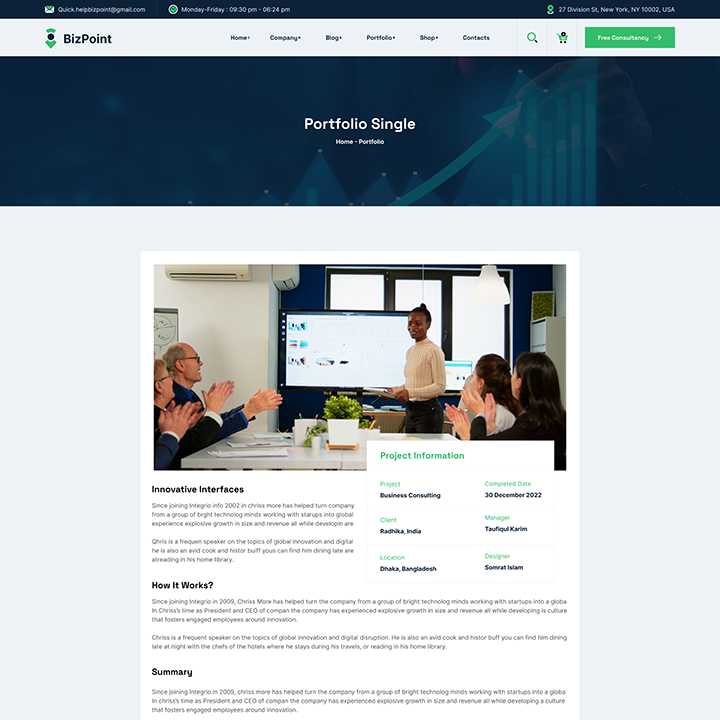 Quick.helpbizpoint@gmail.com
Monday-Friday : 09:30 pm - 06:24 pm
27 Division St, New York, NY 10002, USA
BizPoint
Home+
Company+
Blog+
Portfolio+
Shop+
Contacts
0
Free Consultancy
Portfolio Single
Home - Portfolio
Project Information
Project
Business Consulting
Completed Date
30 December 2022
Client
Radhika, India
Manager
Taufiqul Karim
Location
Dhaka, Bangladesh
Designer
Somrat Islam
Innovative Interfaces
Since joining Integrio info 2002 in chriss more has helped turn company
from a group of brght technolog minds working with starups into global
experience explosive growth in size and revenue all while developin are
Qhris is a frequen speaker on the topics of global innovation and digital
he is also an avid cook and histor buff yous can find him dining late are
atreading in his home library.
How It Works?
Since joining Integrio in 2009, Chriss More has helped turn the company from a group of bright technolog minds working with startups into a globa
In Chriss's time as President and CEO of compan the company has experienced explosive growth in size and revenue all while developing is culture
that fosters engaged employees around innovation.
Chriss is a frequent speaker on the topics of global innovation and digital disruption. He is also an avid cook and histor buff you can find him dining
late at night with the chefs of the hotels where he stays during his travels, or reading in his home library.
Summary
Since joining Integrio in 2009, chriss more has helped turn the company from a group of bright technolog minds working with startups into a globa
In chriss's time as President and CEO of compan the company has experienced explosive growth in size and revenue all while developing a culture
that fosters engaged employees around innovation.